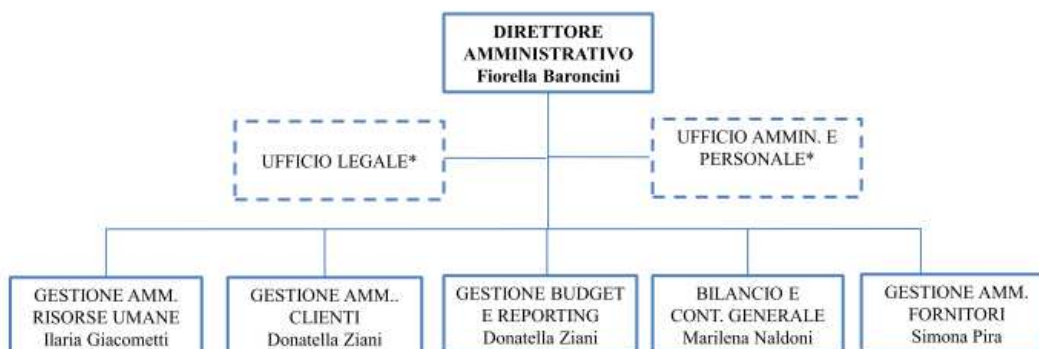 DIRETTORE
AMMINISTRATIVO
Fiorella Baroncini
UFFICIO LEGALE*
UFFICIO AMMIN. E
PERSONALE*
GESTIONE AMM.
RISORSE UMANE
Ilaria Giacometti
GESTIONE AMM..
CLIENTI
Donatella Ziani
GESTIONE BUDGET
E REPORTING
Donatella Ziani
BILANCIO E
CONT. GENERALE
Marilena Naldoni
GESTIONE AMM.
FORNITORI
Simona Pira